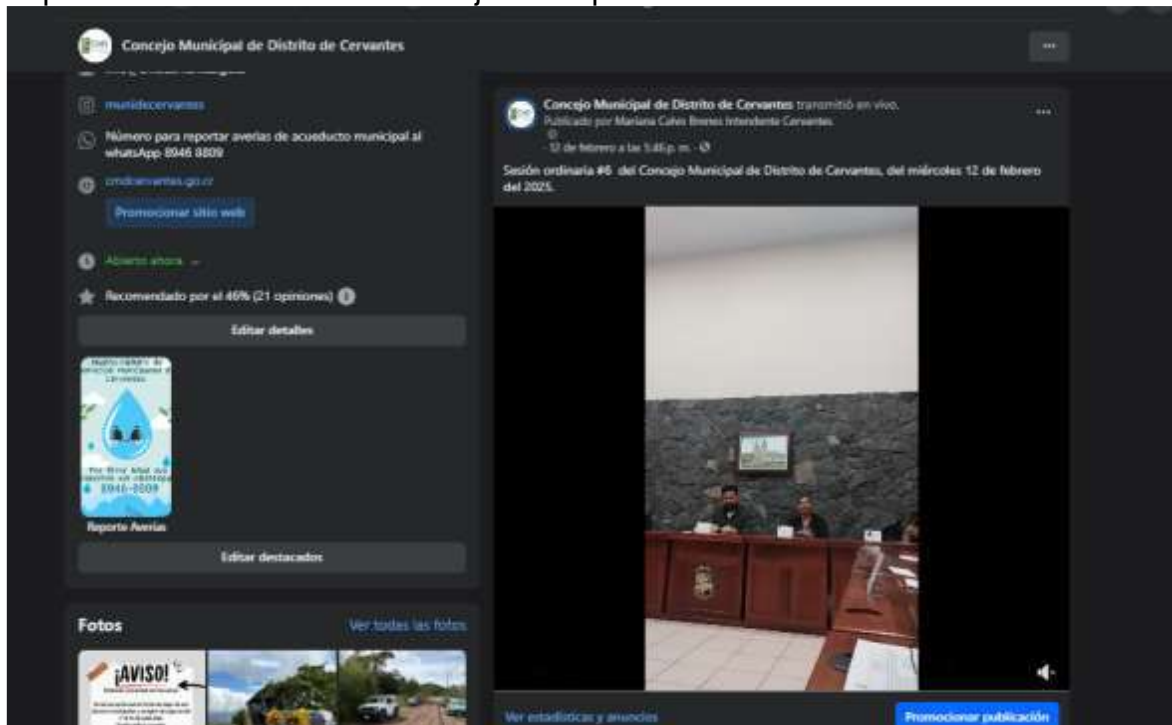 Concejo Municipal de Distrito de Cervantes
munidecervantes
Número para reportar averias de acueducto municipal al
whatsApp 8946 8809
cmdcervantes.go.cr
Promocionar sitio web
Abierto ahora
Recomendado por el 46% (21 opiniones)
Editar detalles
8946-8809
Reporte Averias
Editar destacados
Fotos
Ver todas las fotos
¡AVISO!
Concejo Municipal de Distrito de Cervantes transmitió en vivo.
Publicado por Mariana Calvo Brenes Intendente Cervantes
12 de febrero a las 5:46 p. m.
Sesión ordinaria #6 del Concejo Municipal de Distrito de Cervantes, del miércoles 12 de febrero
del 2025.
Ver estadísticas y anuncios
Promocionar publicación